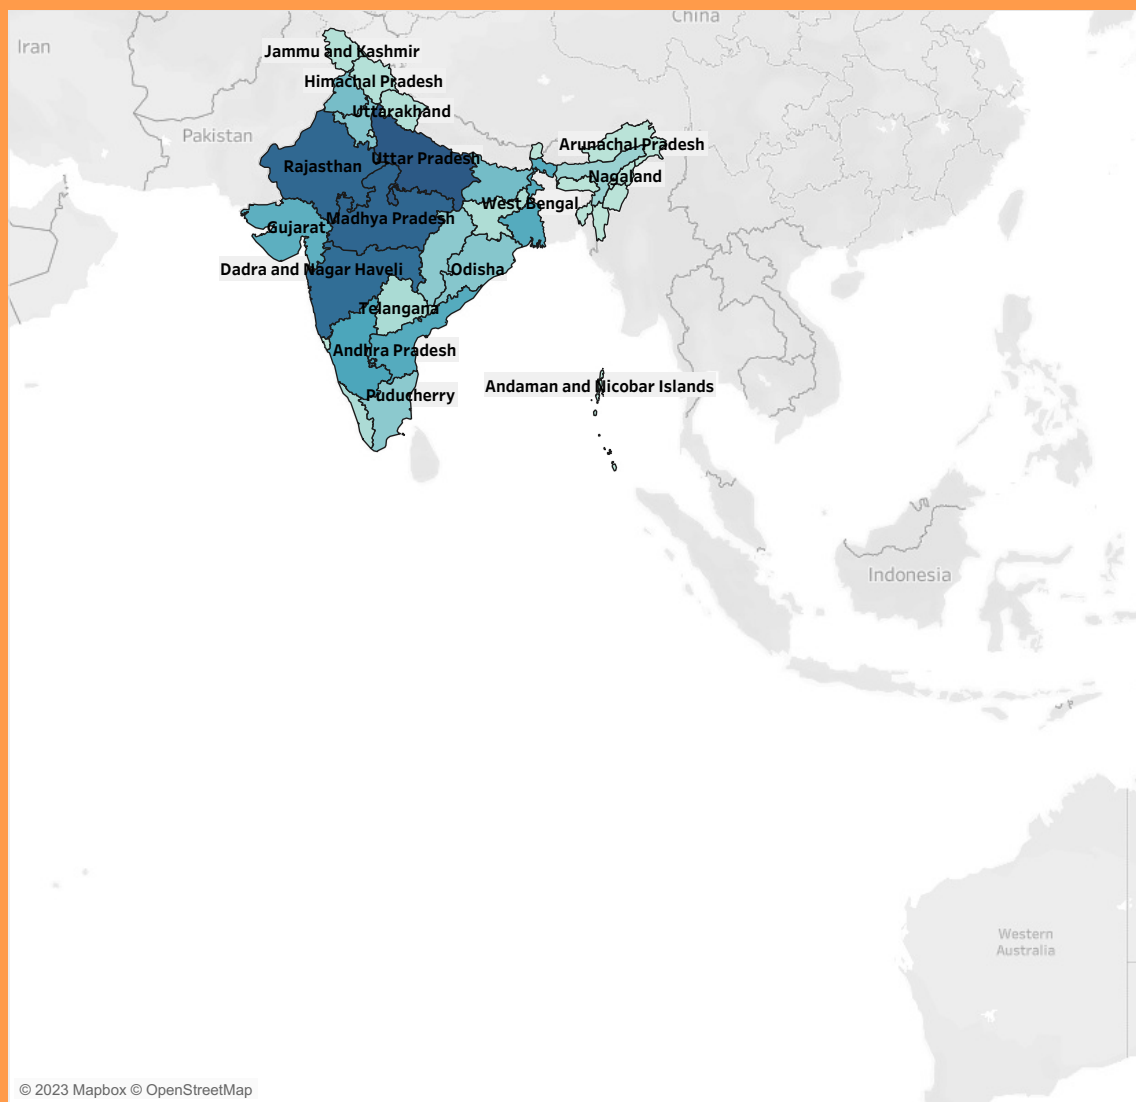 China
Iran
Jammu and Kashmir
Himachal Pradesh
Uttarakhand
Pakistan
Arunachal Pradesh
Uttar Pradesh
Rajasthan
Nagaland
West Bengal
Madhya Pradesh
Gujarat
Dadra and Nagar Haveli
Odisha
Telangana
Andhra Pradesh
Andaman and Nicobar Islands
Puducherry
Indonesia
Western
Australia
© 2023 Mapbox © OpenStreetMap